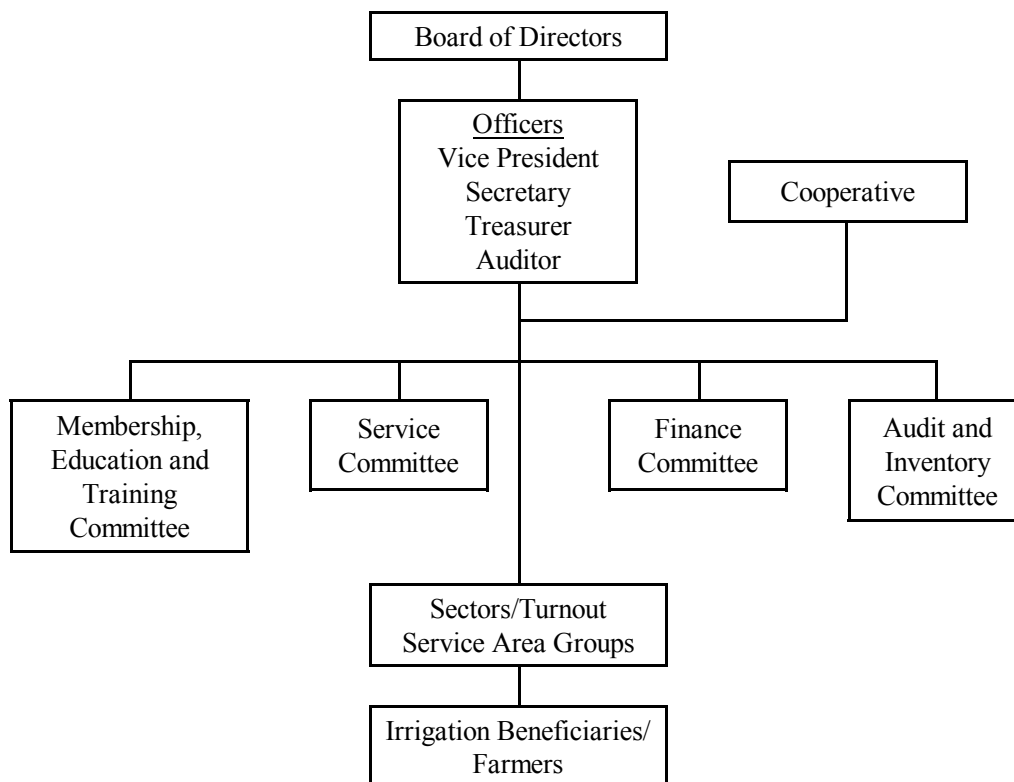 Board of Directors
Officers
Vice President
Secretary
Treasurer
Auditor
Cooperative
Membership,
Education and
Training
Committee
Service
Committee
Finance
Committee
Audit and
Inventory
Committee
Sectors/Turnout
Service Area Groups
Irrigation Beneficiaries/
Farmers